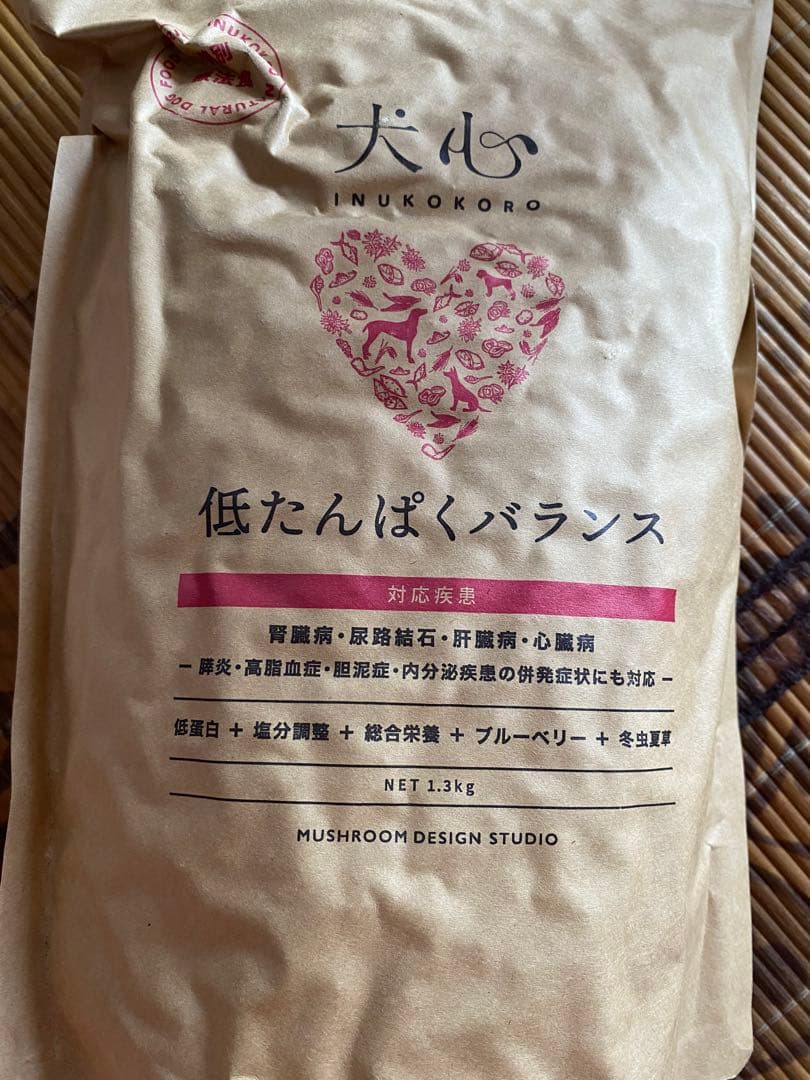 INUKOKORO
NATURAL DOG FOOD
犬心
INUKOKORO
低たんぱくバランス
対応疾患
腎臓病・尿路結石・肝臓病・心臓病
– 膵炎・高脂血症・胆泥症・内分泌疾患の併発症状にも対応 –
低蛋白 + 塩分調整 + 総合栄養 + ブルーベリー + 冬虫夏草
NET 1.3kg
MUSHROOM DESIGN STUDIO